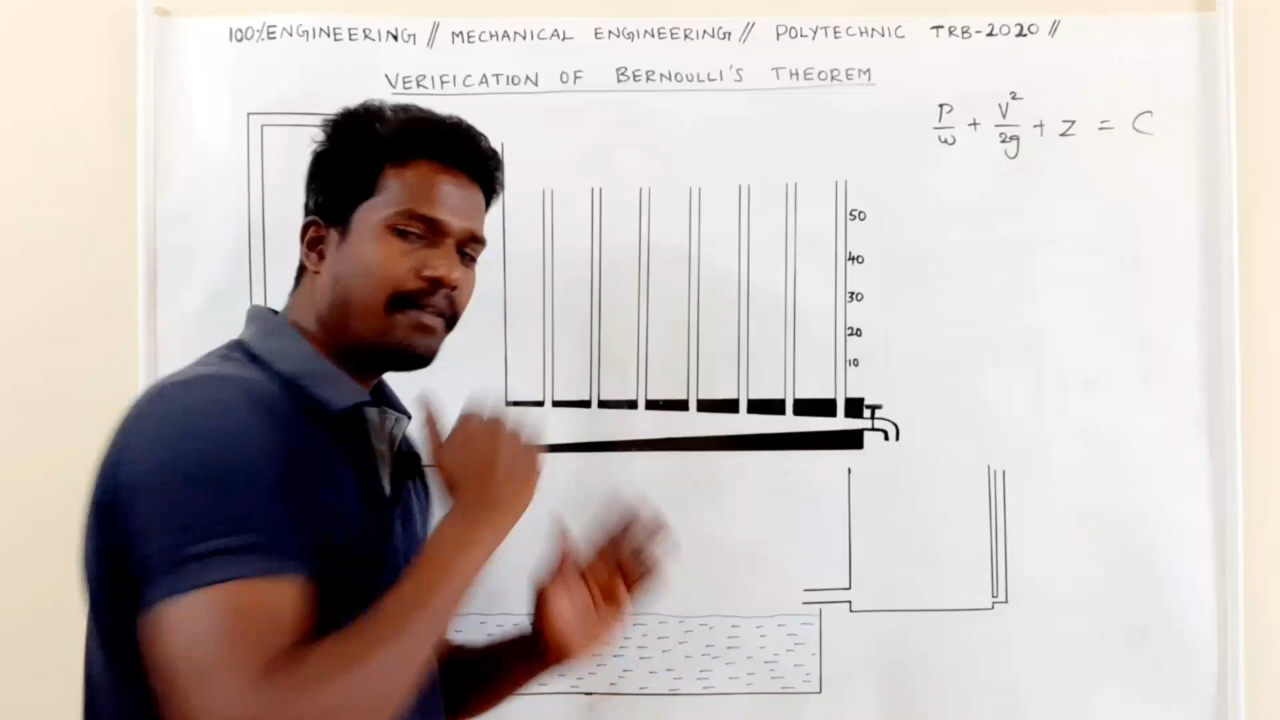 100%ENGINEERING // MECHANICAL ENGINEERING // POLYTECHNIC TRB-2020 //
VERIFICATION OF BERNOULLI'S THEOREM
P/w + V²/2g + Z = C
50
40
30
20
10